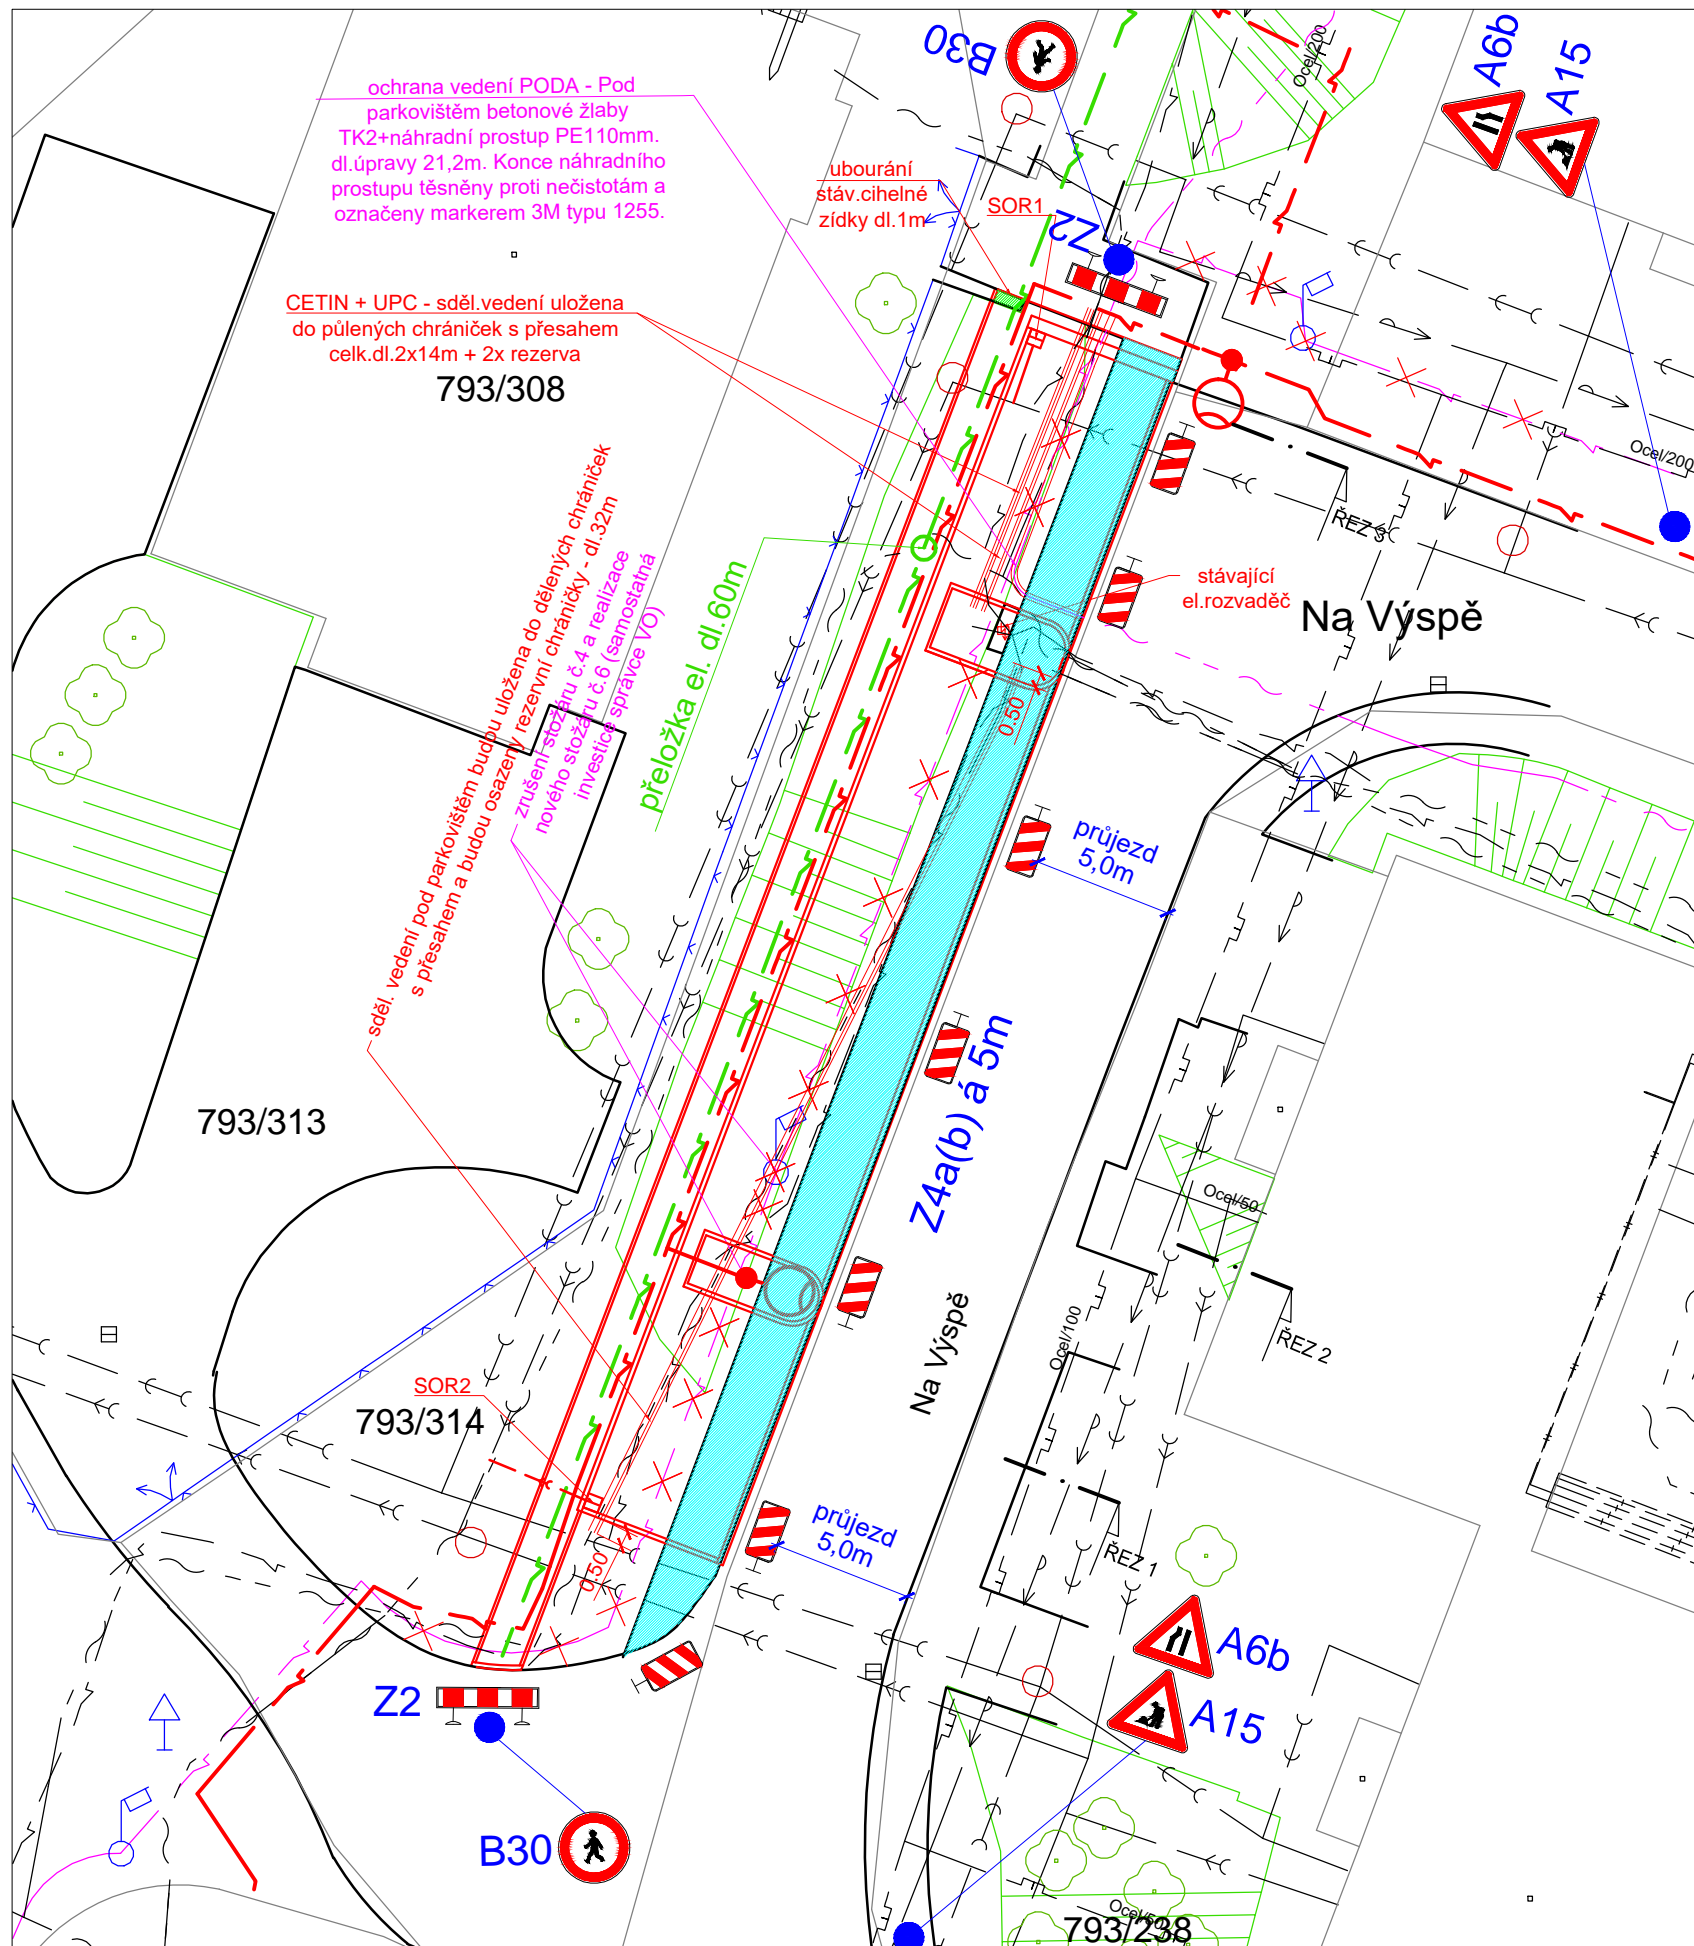 B30
A6b
A15
Ocel/200
ochrana vedení PODA - Pod
parkovištěm betonové žlaby
TK2+náhradní prostup PE110mm.
dl.úpravy 21,2m. Konce náhradního
prostupu těsněny proti nečistotám a
označeny markerem 3M typu 1255.
ubourání
stáv.cihelné
zídky dl.1m
SOR1
Z2
CETIN + UPC - sděl.vedení uložena
do půlených chrániček s přesahem
celk.dl.2x14m + 2x rezerva
793/308
Ocel/200
ŘEZ 3
stávající
el.rozvaděč
Na Výspě
sděl. vedení pod parkovištěm budou uložena do dělených chrániček
s přesahem a budou osazeny rezervní chráničky - dl.32m
zrušení stožáru č.4 a realizace
nového stožáru č.6 (samostatná
investice správce VO)
přeložka el. dl.60m
0.50
průjezd
5,0m
793/313
Z4a(b) á 5m
Ocel/50
Na Výspě
Ocel/100
ŘEZ 2
SOR2
793/314
průjezd
5,0m
0.50
ŘEZ 1
A6b
A15
Z2
B30
Ocel/50
793/238